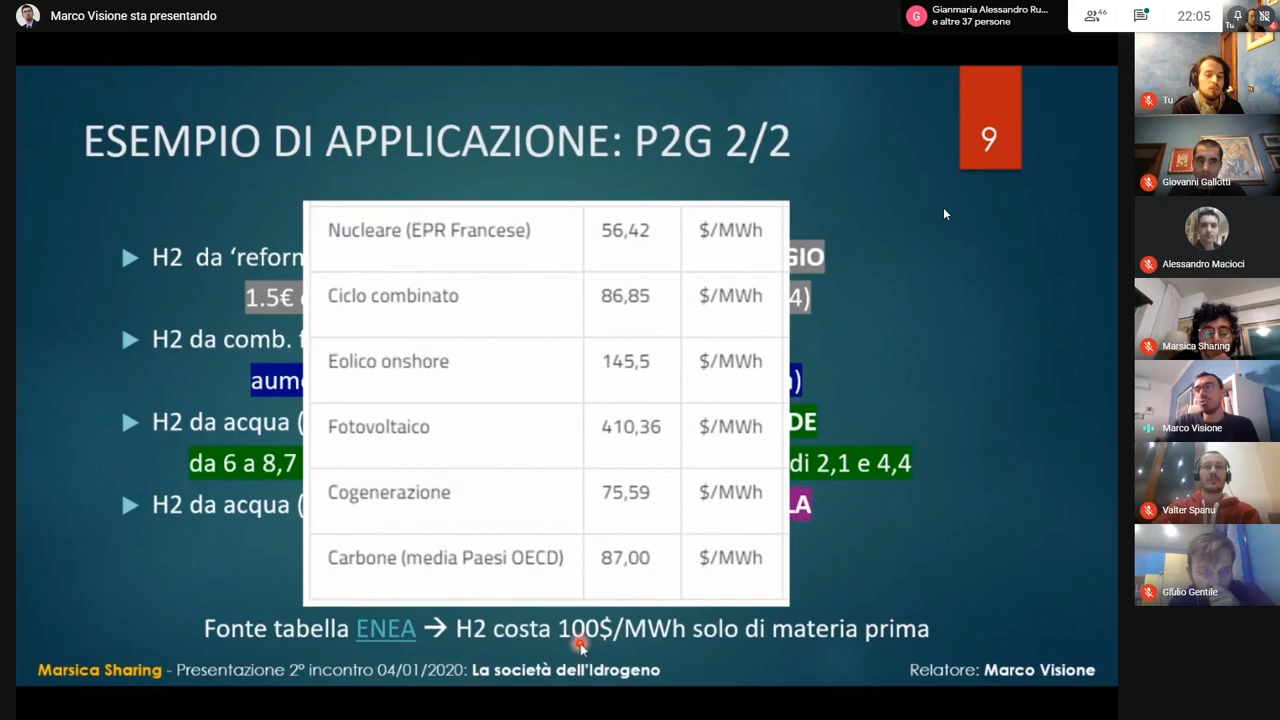 Marco Visione sta presentando
G
Gianmaria Alessandro Ru...
e altre 37 persone
46
22:05
Tu
ESEMPIO DI APPLICAZIONE: P2G 2/2
9
H2 da ‘reform
GIO
1.5€
4)
H2 da comb. f
aume
)
H2 da acqua (
DE
da 6 a 8,7
di 2,1 e 4,4
H2 da acqua (
LA
Nucleare (EPR Francese) 56,42 $/MWh
Ciclo combinato 86,85 $/MWh
Eolico onshore 145,5 $/MWh
Fotovoltaico 410,36 $/MWh
Cogenerazione 75,59 $/MWh
Carbone (media Paesi OECD) 87,00 $/MWh
Fonte tabella ENEA → H2 costa 100$/MWh solo di materia prima
Marsica Sharing - Presentazione 2° incontro 04/01/2020: La società dell’Idrogeno
Relatore: Marco Visione
Tu
Giovanni Gallotti
Alessandro Macioci
Marsica Sharing
Marco Visione
Valter Spanu
Giulio Gentile